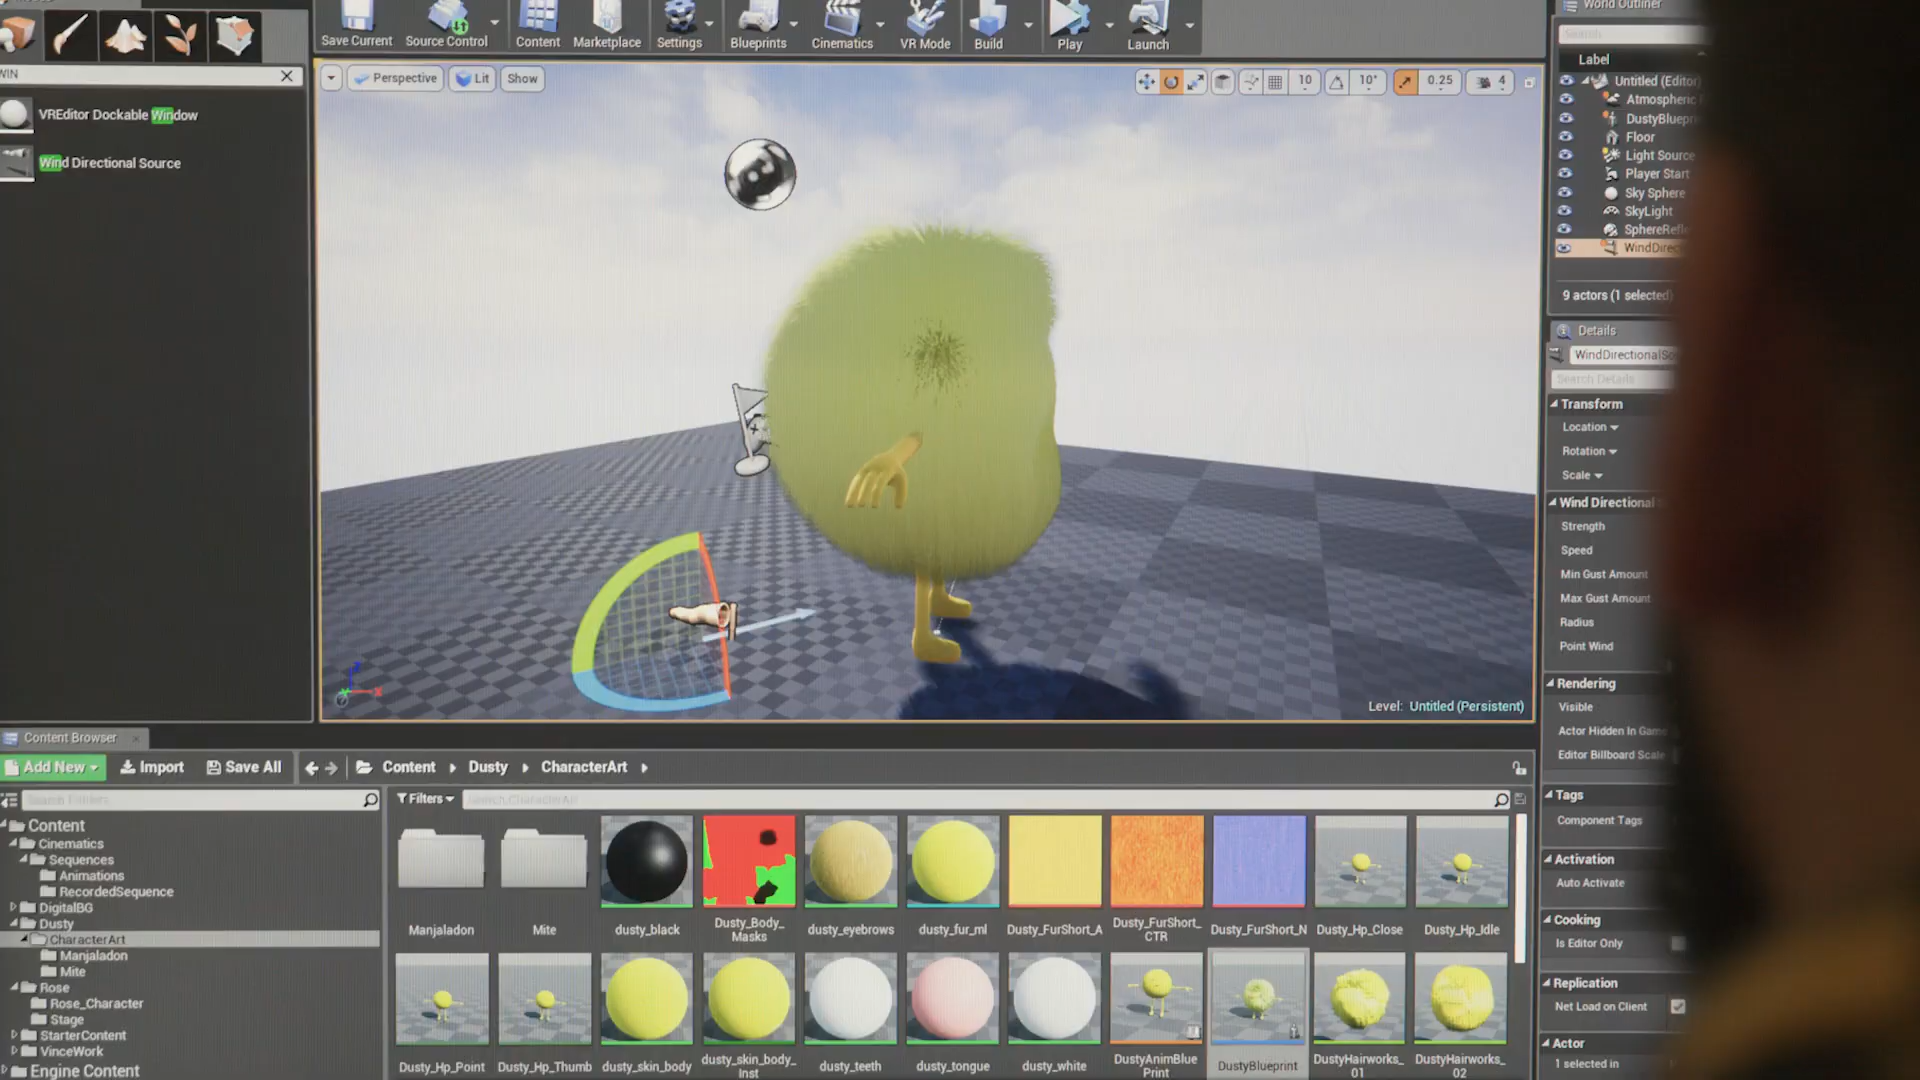 Save Current
Source Control
Content
Marketplace
Settings
Blueprints
Cinematics
VR Mode
Build
Play
Launch
World Outliner
Search
WIN
Label
Perspective
Lit
Show
10
10°
0.25
4
Untitled (Editor)
Atmospheric
VREditor Dockable Window
DustyBluepr
Floor
Wind Directional Source
Light Source
Player Start
Sky Sphere
SkyLight
SphereRefle
WindDirec
9 actors (1 selected)
Details
WindDirectionalSo
Search Details
Transform
Location
Rotation
Scale
Wind Directional
Strength
Speed
Min Gust Amount
Max Gust Amount
Radius
Point Wind
Rendering
Visible
Level: Untitled (Persistent)
Actor Hidden In Game
Editor Billboard Scale
Content Browser
Add New
Import
Save All
Content
Dusty
CharacterArt
Tags
Component Tags
Search Folders
Filters
Content
Cinematics
Sequences
Animations
RecordedSequence
DigitalBG
Dusty
CharacterArt
Manjaladon
Mite
Rose
Rose_Character
Stage
StarterContent
VinceWork
Engine Content
Manjaladon
Mite
dusty_black
Dusty_Body_
Masks
dusty_eyebrows
dusty_fur_ml
Dusty_FurShort_A
Dusty_FurShort_
CTR
Dusty_FurShort_N
Dusty_Hp_Close
Dusty_Hp_Idle
Dusty_Hp_Point
Dusty_Hp_Thumb
dusty_skin_body
dusty_skin_body_
Inst
dusty_teeth
dusty_tongue
dusty_white
DustyAnimBlue
Print
DustyBlueprint
DustyHairworks_
01
DustyHairworks_
02
Activation
Auto Activate
Cooking
Is Editor Only
Replication
Net Load on Client
Actor
1 selected in